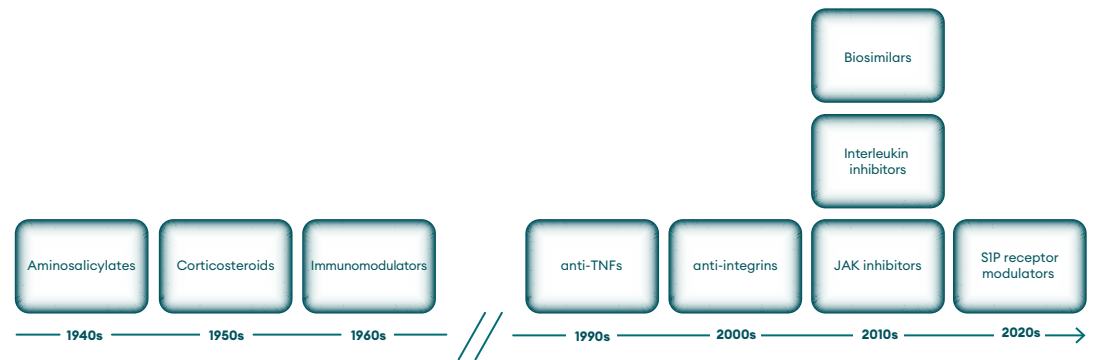 Biosimilars
Interleukin
inhibitors
Aminosalicylates
Corticosteroids
Immunomodulators
anti-TNFs
anti-integrins
JAK inhibitors
S1P receptor
modulators
1940s
1950s
1960s
1990s
2000s
2010s
2020s